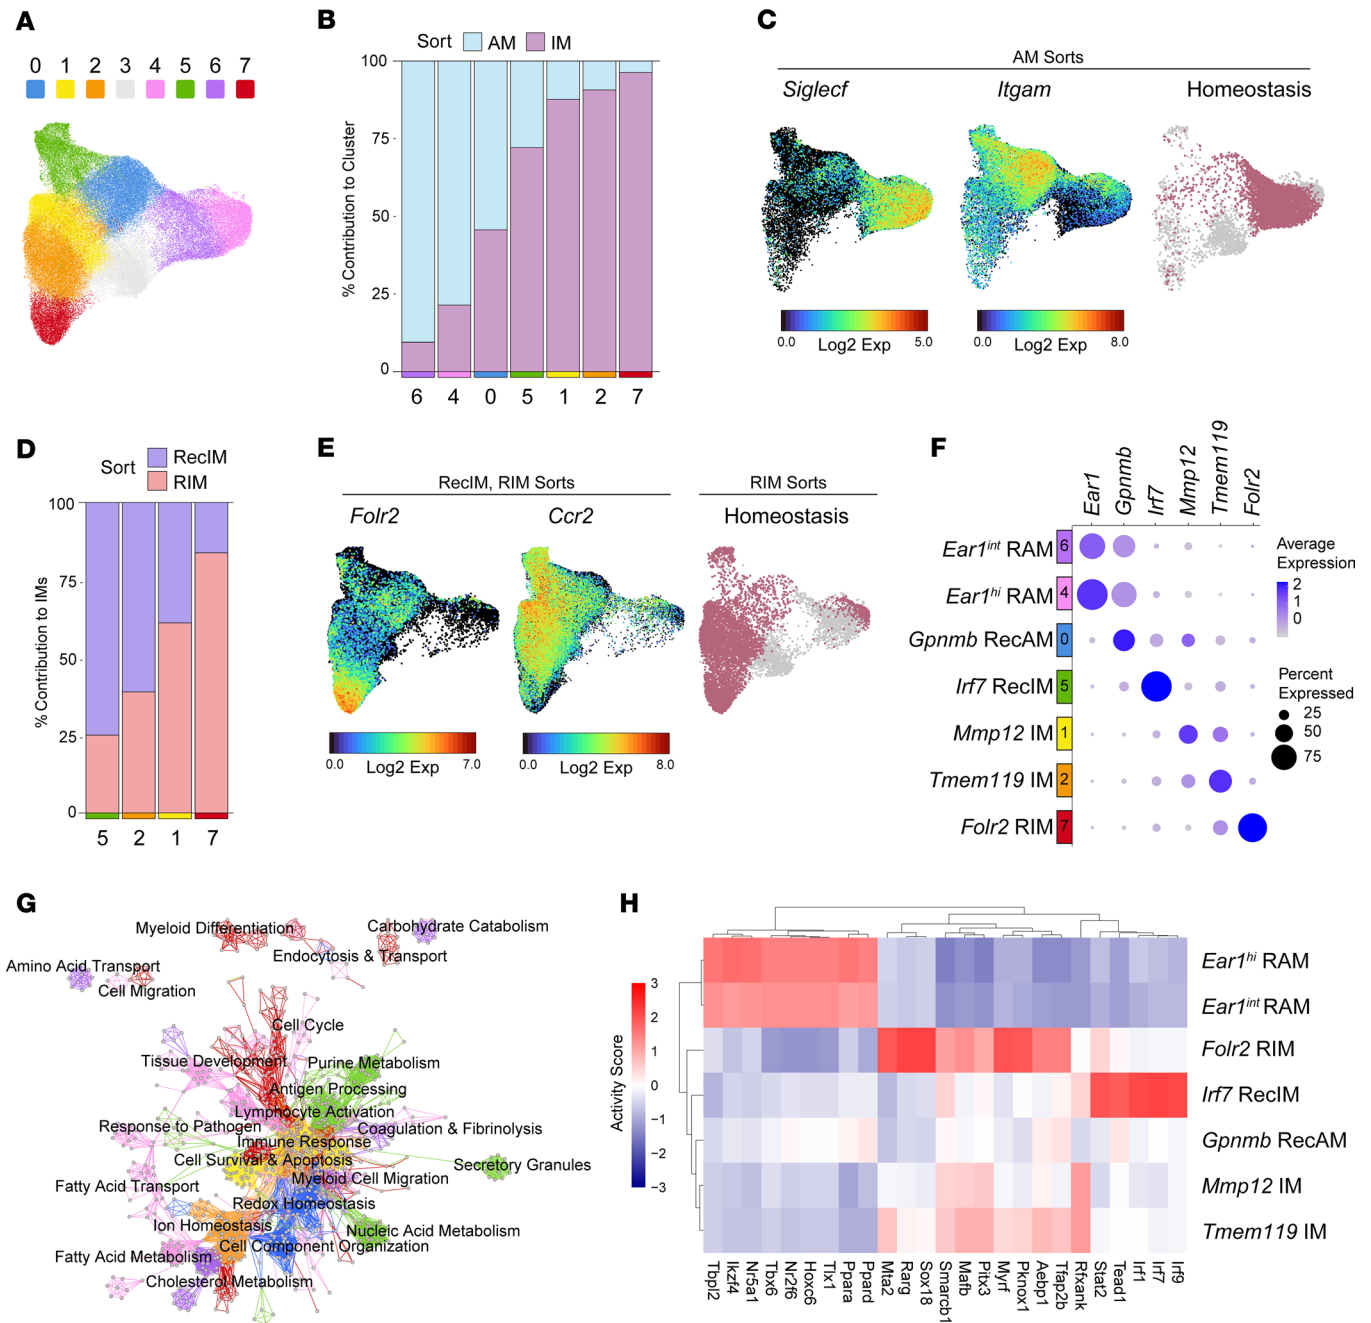 A
0 1 2 3 4 5 6 7
B
Sort AM IM
% Contribution to Cluster
100
75
50
25
0
6 4 0 5 1 2 7
C
AM Sorts
Siglecf Itgam Homeostasis
0.0 5.0
Log2 Exp
0.0 8.0
Log2 Exp
D
Sort RecIM
RIM
% Contribution to IMs
100
75
50
25
0
5 2 1 7
E
RecIM, RIM Sorts RIM Sorts
Folr2 Ccr2 Homeostasis
0.0 7.0
Log2 Exp
0.0 8.0
Log2 Exp
F
Ear1 Gpnmb Irf7 Mmp12 Tmem119 Folr2
Ear1int RAM 6
Ear1hi RAM 4
Gpnmb RecAM 0
Irf7 RecIM 5
Mmp12 IM 1
Tmem119 IM 2
Folr2 RIM 7
Average
Expression
2
1
0
Percent
Expressed
25
50
75
G
Myeloid Differentiation
Carbohydrate Catabolism
Endocytosis & Transport
Amino Acid Transport
Cell Migration
Cell Cycle
Tissue Development
Purine Metabolism
Antigen Processing
Lymphocyte Activation
Response to Pathogen
Coagulation & Fibrinolysis
Immune Response
Cell Survival & Apoptosis
Secretory Granules
Myeloid Cell Migration
Fatty Acid Transport
Redox Homeostasis
Ion Homeostasis
Nucleic Acid Metabolism
Cell Component Organization
Fatty Acid Metabolism
Cholesterol Metabolism
H
Activity Score
3
2
1
0
−1
−2
−3
Ear1hi RAM
Ear1int RAM
Folr2 RIM
Irf7 RecIM
Gpnmb RecAM
Mmp12 IM
Tmem119 IM
Tbpl2 Ikzf4 Nr5a1 Tbx6 Nr2f6 Hoxc6 Tlx1 Ppara Ppard Mta2 Rarg Sox18 Smarcb1 Mafb Pitx3 Myrf Pknox1 Aebp1 Tfap2b Rfxank Stat2 Tead1 Irf1 Irf7 Irf9